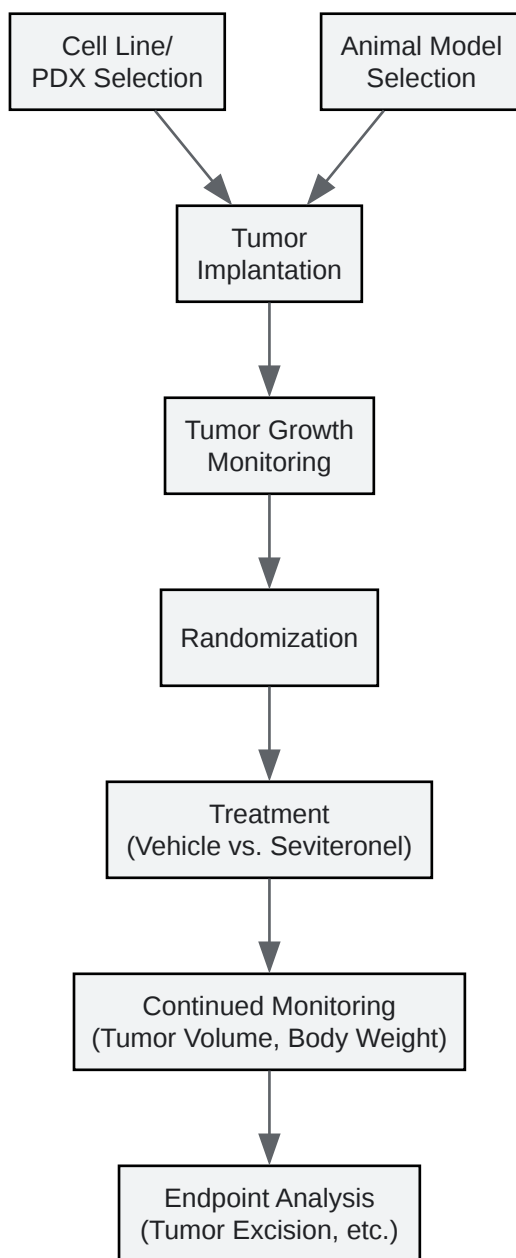 Cell Line/
PDX Selection
Animal Model
Selection
Tumor
Implantation
Tumor Growth
Monitoring
Randomization
Treatment
(Vehicle vs. Seviteronel)
Continued Monitoring
(Tumor Volume, Body Weight)
Endpoint Analysis
(Tumor Excision, etc.)